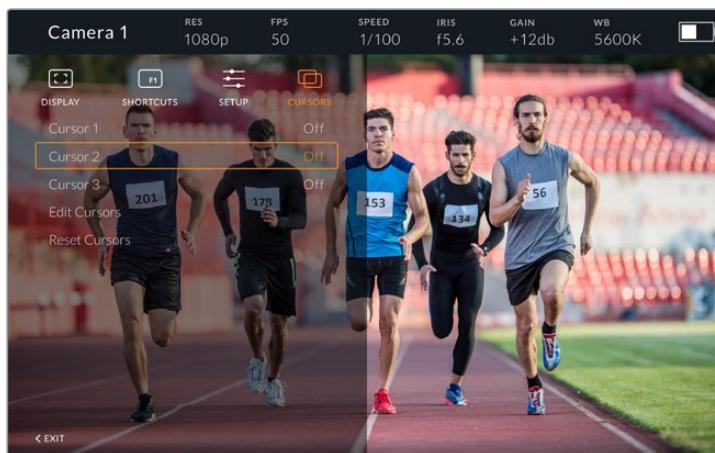 Camera 1
RES FPS SPEED IRIS GAIN WB
1080p 50 1/100 f5.6 +12db 5600K
F1
DISPLAY SHORTCUTS SETUP CURSORS
Cursor 1 Off
Cursor 2 Off
Cursor 3 Off
Edit Cursors
Reset Cursors
201
178
153
134
56
< EXIT